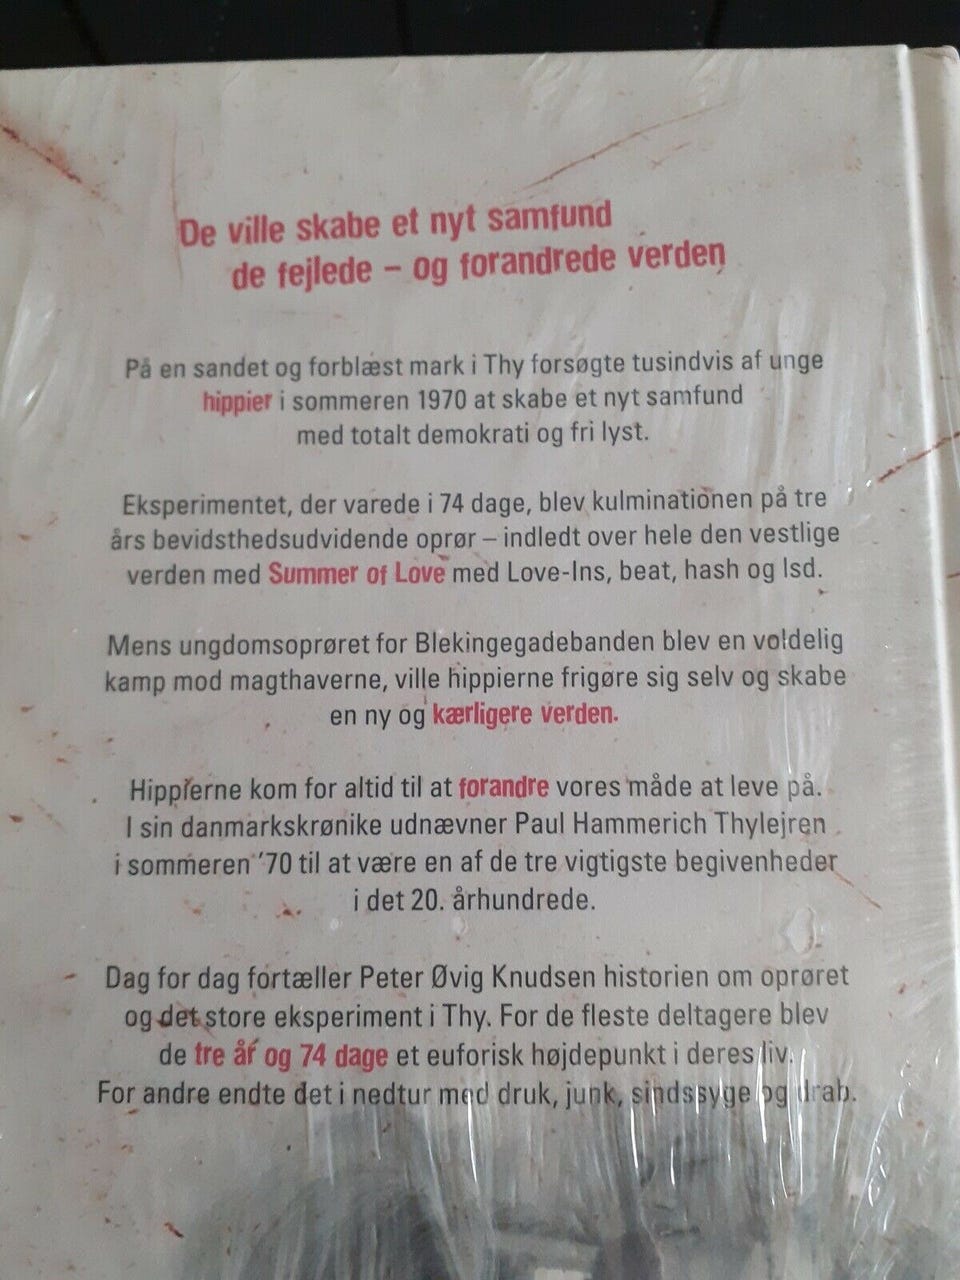 De ville skabe et nyt samfund
de fejlede – og forandrede verden
På en sandet og forblæst mark i Thy forsøgte tusindvis af unge
hippier i sommeren 1970 at skabe et nyt samfund
med totalt demokrati og fri lyst.
Eksperimentet, der varede i 74 dage, blev kulminationen på tre
års bevidsthedsudvidende oprør – indledt over hele den vestlige
verden med Summer of Love med Love-Ins, beat, hash og lsd.
Mens ungdomsoprøret for Blekingegadebanden blev en voldelig
kamp mod magthaverne, ville hippierne frigøre sig selv og skabe
en ny og kærligere verden.
Hippierne kom for altid til at forandre vores måde at leve på.
I sin danmarkskrønike udnævner Paul Hammerich Thylejren
i sommeren '70 til at være en af de tre vigtigste begivenheder
i det 20. århundrede.
Dag for dag fortæller Peter Øvig Knudsen historien om oprøret
og det store eksperiment i Thy. For de fleste deltagere blev
de tre år og 74 dage et euforisk højdepunkt i deres liv.
For andre endte det i nedtur med druk, junk, sindssyge og drab.